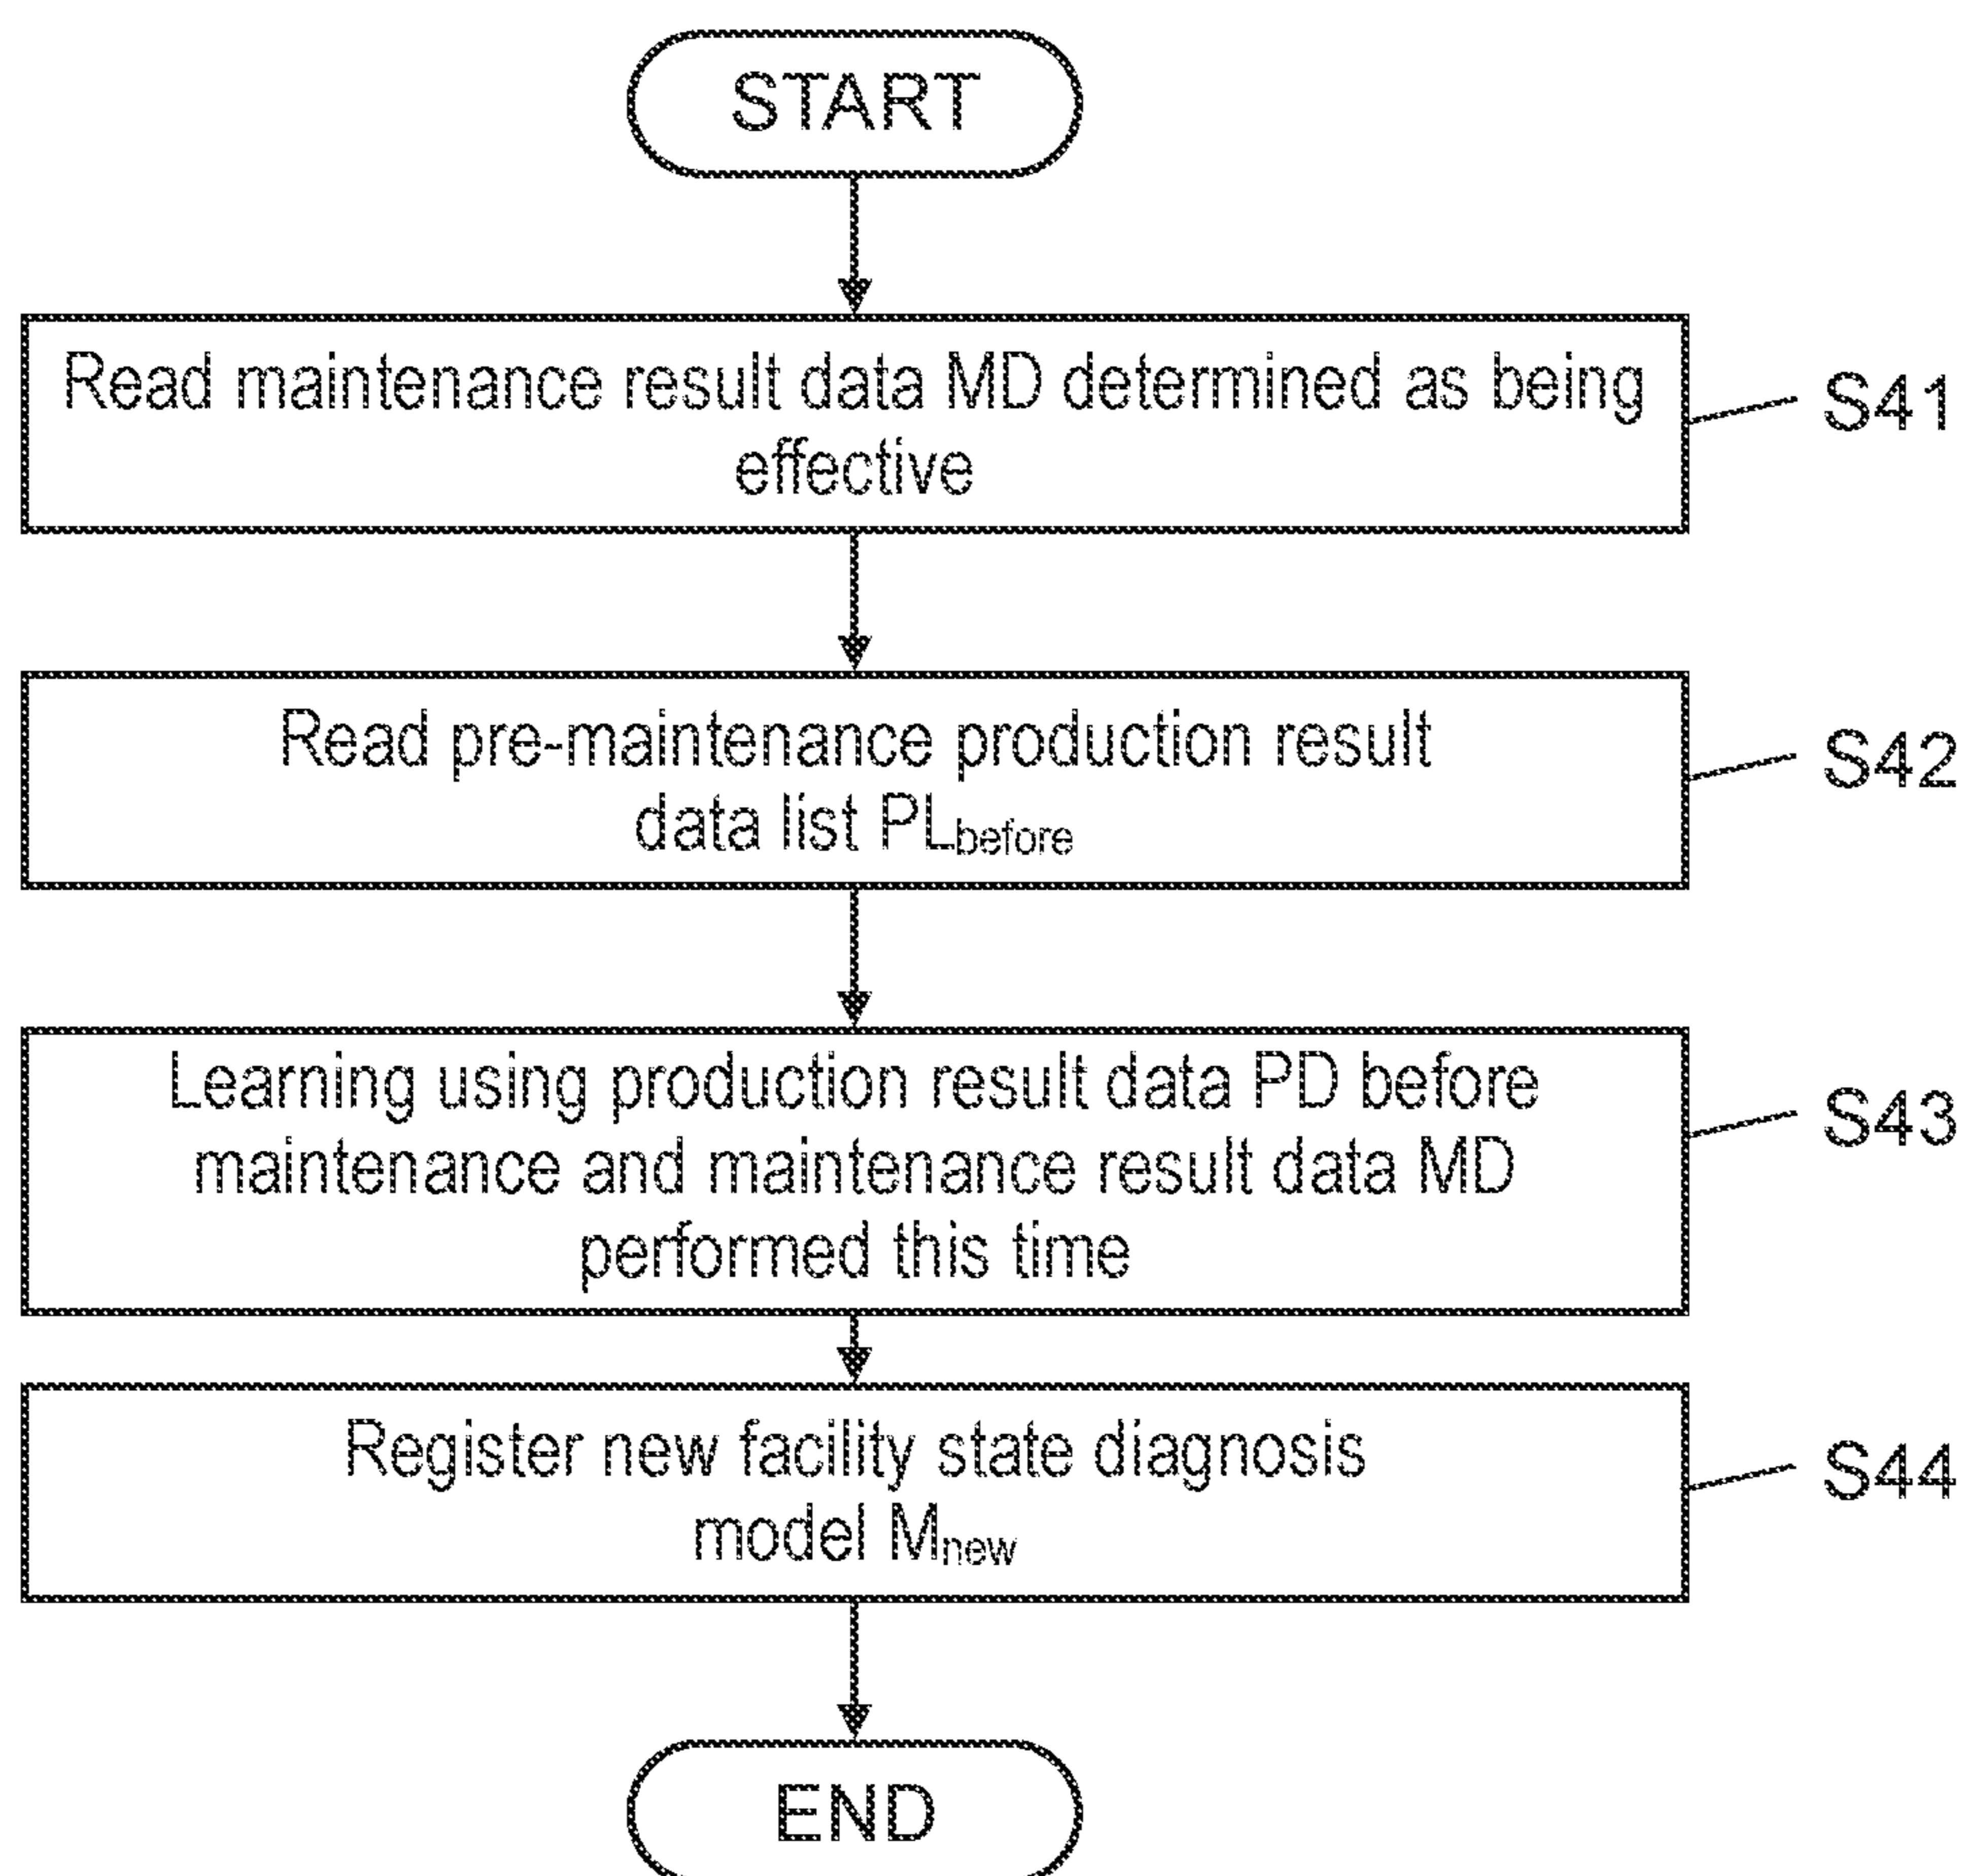 START
Read maintenance result data MD determined as being
effective
S41
Read pre-maintenance production result
data list PLbefore
S42
Learning using production result data PD before
maintenance and maintenance result data MD
performed this time
S43
Register new facility state diagnosis
model Mnew
S44
END